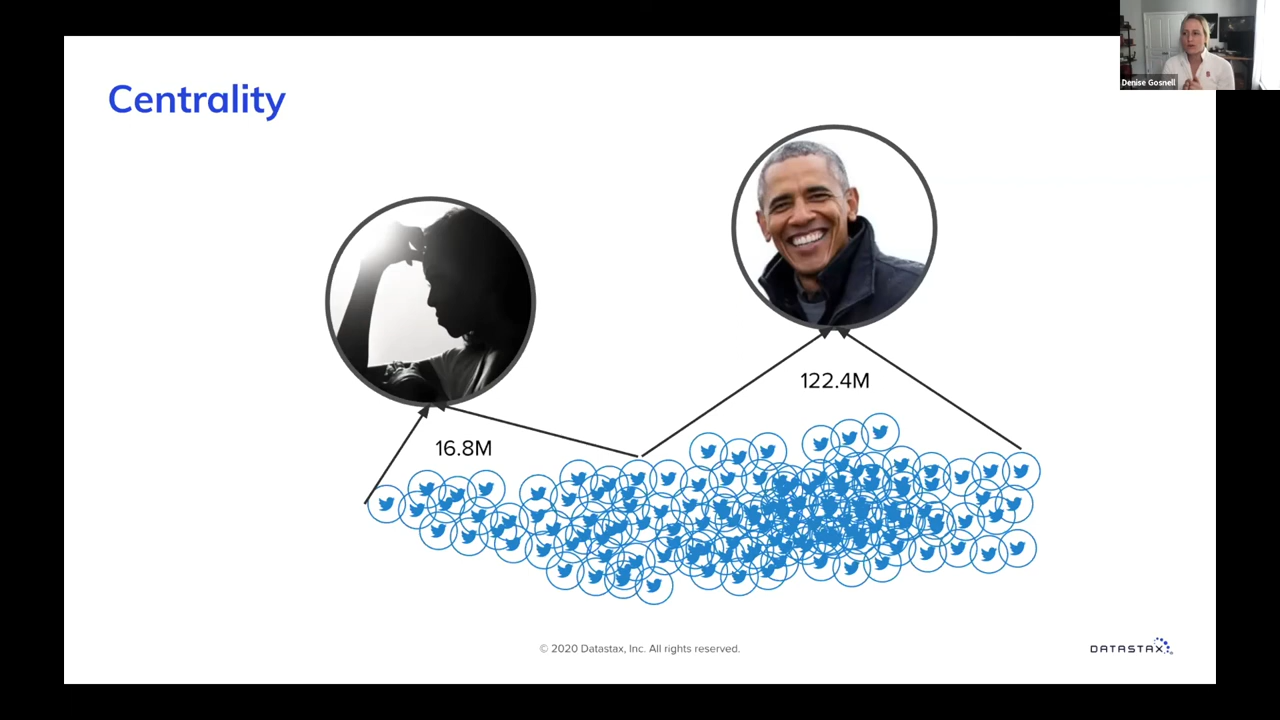 Centrality
Denise Gosnell
122.4M
16.8M
© 2020 Datastax, Inc. All rights reserved.
DATASTAX